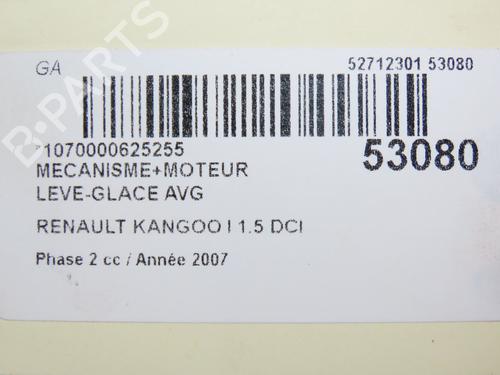 GA
52712301 53080
*1070000625255
53080
MECANISME+MOTEUR
LEVE-GLACE AVG
RENAULT KANGOO I 1.5 DCI
Phase 2 cc / Année 2007
B-PARTS